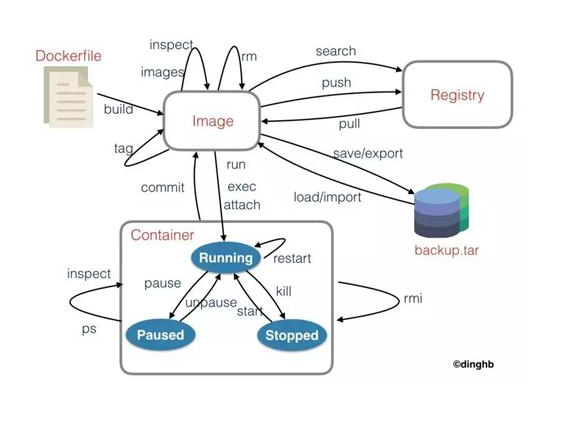 Dockerfile
inspect
images
rm
search
push
pull
Registry
build
Image
tag
save/export
load/import
backup.tar
commit
run
exec
attach
Container
Running
restart
inspect
ps
pause
unpause
kill
start
rmi
Paused
Stopped
©dinghb